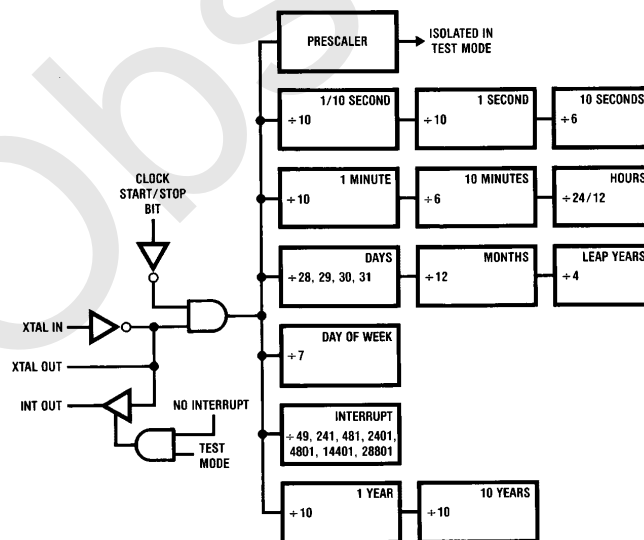 PRESCALER
ISOLATED IN
TEST MODE
1/10 SECOND
÷10
1 SECOND
÷10
10 SECONDS
÷6
1 MINUTE
÷10
10 MINUTES
÷6
HOURS
÷24/12
CLOCK
START/STOP
BIT
DAYS
÷28, 29, 30, 31
MONTHS
÷12
LEAP YEARS
÷4
XTAL IN
XTAL OUT
INT OUT
NO INTERRUPT
TEST
MODE
DAY OF WEEK
÷7
INTERRUPT
÷49, 241, 481, 2401,
4801, 14401, 28801
1 YEAR
÷10
10 YEARS
÷10